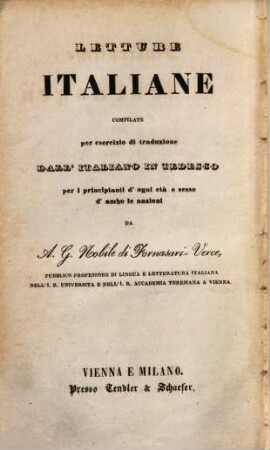 LETTURE
ITALIANE
COMPILATE
per esercizio di traduzione
DALL' ITALIANO IN TEDESCO
per i principianti d' ogni età e sesso
d' ambo le nazioni
DA
A. G. Nobile di Fornasari-Verce,
PUBBLICO PROFESSORE DI LINGUA E LETTERATURA ITALIANA
NELL' I. R. UNIVERSITÀ E NELL' I. R. ACCADEMIA TERESIANA A VIENNA.
VIENNA E MILANO.
Presso Tendler & Schaefer.